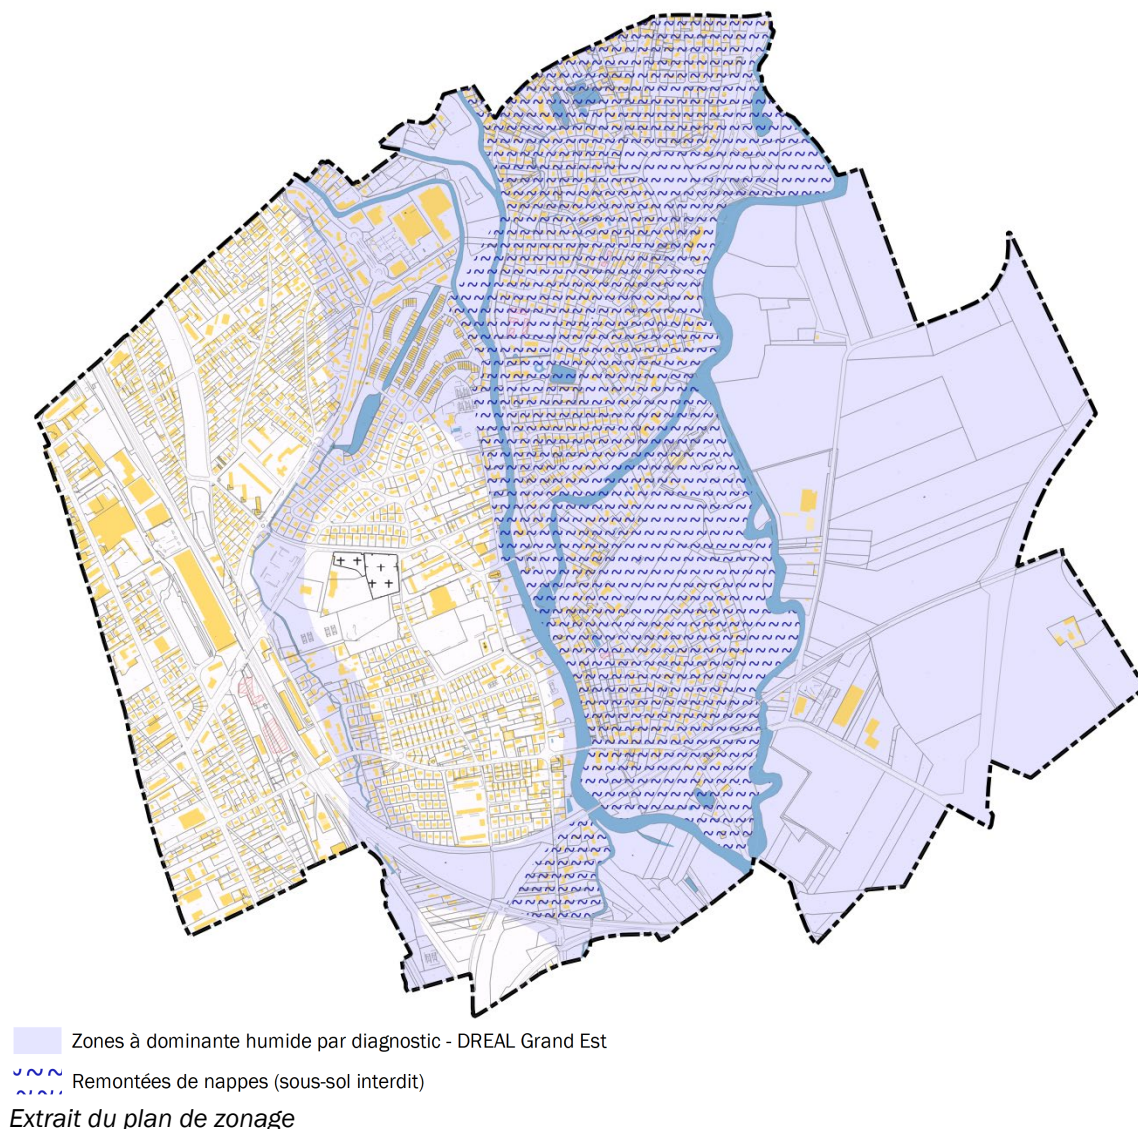 Zones à dominante humide par diagnostic - DREAL Grand Est
Remontées de nappes (sous-sol interdit)
Extrait du plan de zonage